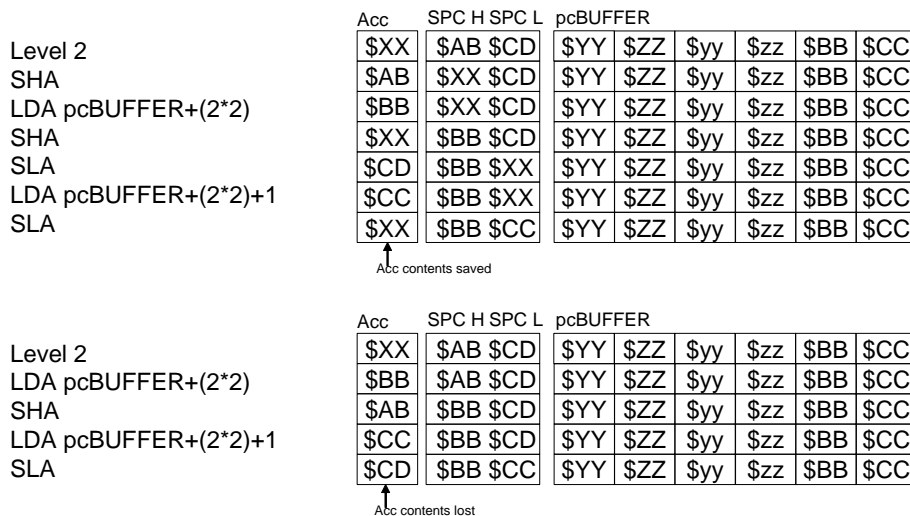 Acc SPC H SPC L pcBUFFER
Level 2 $XX $AB $CD $YY $ZZ $yy $zz $BB $CC
SHA $AB $XX $CD $YY $ZZ $yy $zz $BB $CC
LDA pcBUFFER+(2*2) $BB $XX $CD $YY $ZZ $yy $zz $BB $CC
SHA $XX $BB $CD $YY $ZZ $yy $zz $BB $CC
SLA $CD $BB $XX $YY $ZZ $yy $zz $BB $CC
LDA pcBUFFER+(2*2)+1 $CC $BB $XX $YY $ZZ $yy $zz $BB $CC
SLA $XX $BB $CC $YY $ZZ $yy $zz $BB $CC
Acc contents saved
Acc SPC H SPC L pcBUFFER
Level 2 $XX $AB $CD $YY $ZZ $yy $zz $BB $CC
LDA pcBUFFER+(2*2) $BB $AB $CD $YY $ZZ $yy $zz $BB $CC
SHA $AB $BB $CD $YY $ZZ $yy $zz $BB $CC
LDA pcBUFFER+(2*2)+1 $CC $BB $CD $YY $ZZ $yy $zz $BB $CC
SLA $CD $BB $CC $YY $ZZ $yy $zz $BB $CC
Acc contents lost